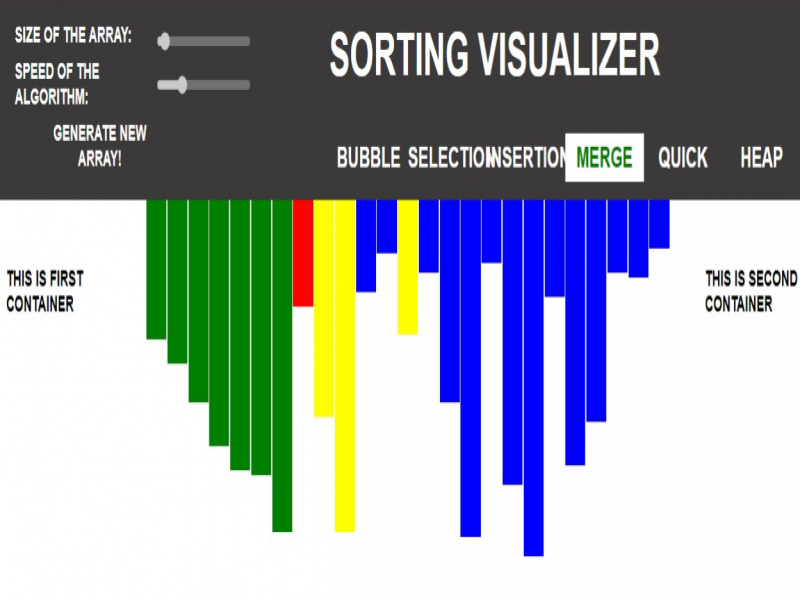 SIZE OF THE ARRAY:
SPEED OF THE
ALGORITHM:
GENERATE NEW
ARRAY!
SORTING VISUALIZER
BUBBLE SELECTION INSERTION MERGE QUICK HEAP
THIS IS FIRST
CONTAINER
THIS IS SECOND
CONTAINER